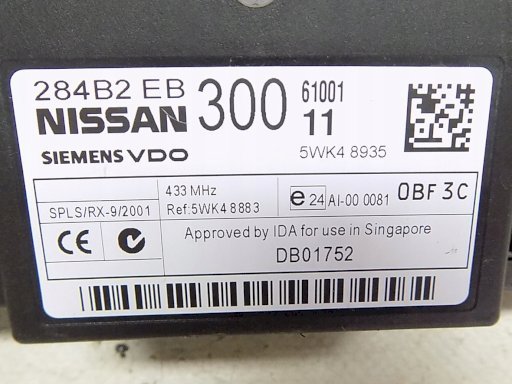 284B2 EB 300 61001
NISSAN 11
SIEMENS VDO 5WK4 8935
SPLS/RX-9/2001
433 MHz
Ref:5WK4 8883
e 24 AI-00 0081 0BF 3C
CE
Approved by IDA for use in Singapore
DB01752